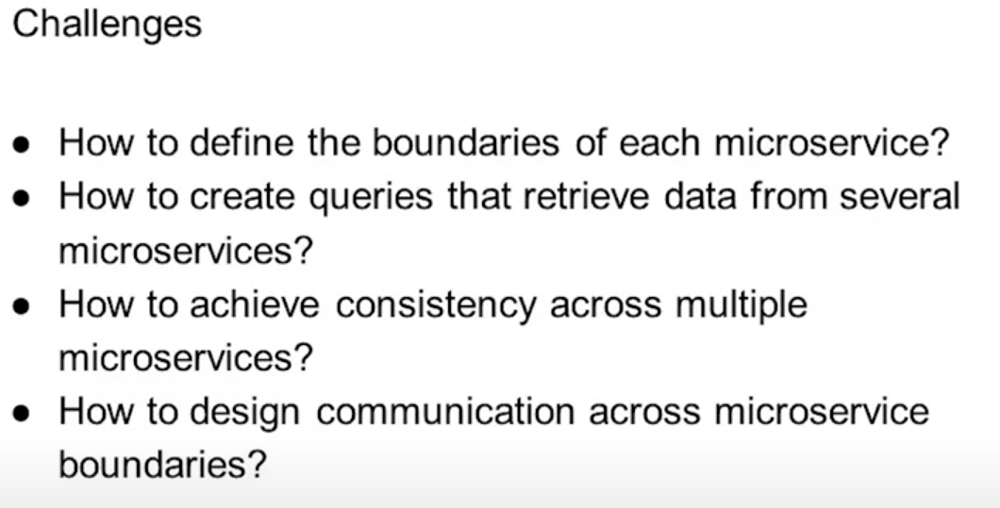 Challenges
● How to define the boundaries of each microservice?
● How to create queries that retrieve data from several
microservices?
● How to achieve consistency across multiple
microservices?
● How to design communication across microservice
boundaries?